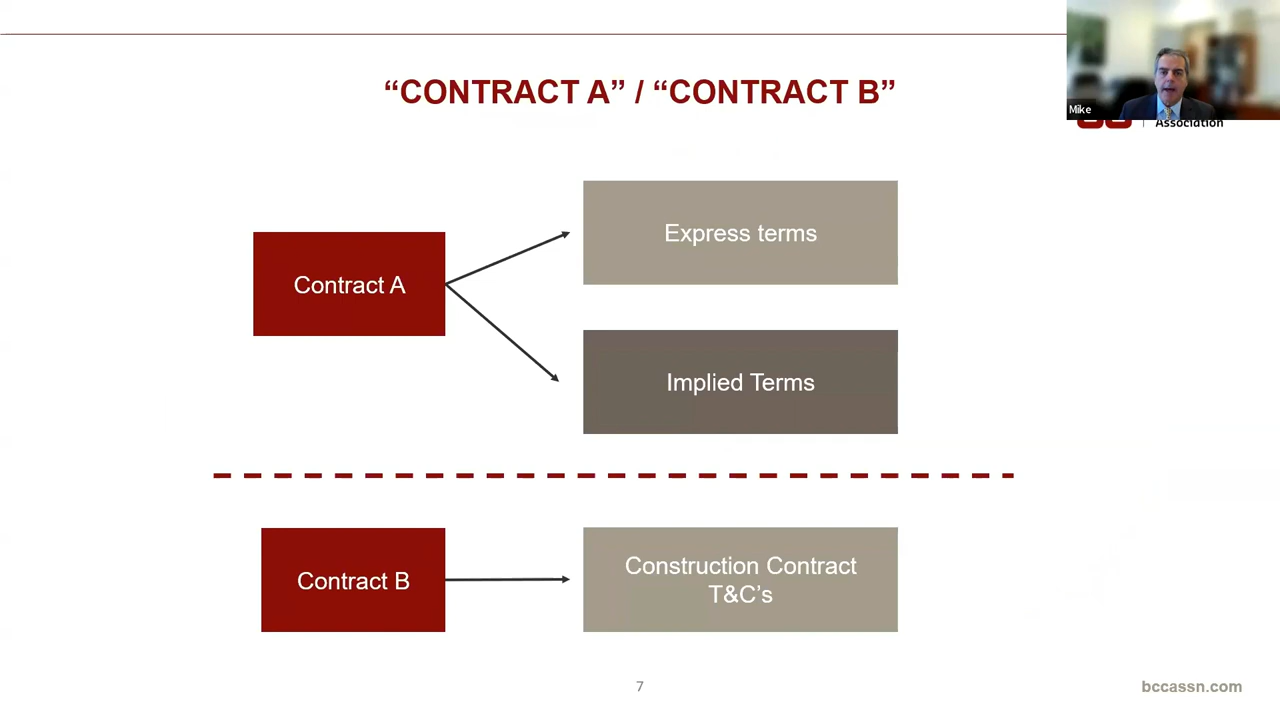 “CONTRACT A” / “CONTRACT B”
Mike
Association
Express terms
Contract A
Implied Terms
Construction Contract
T&C’s
Contract B
7
bccassn.com